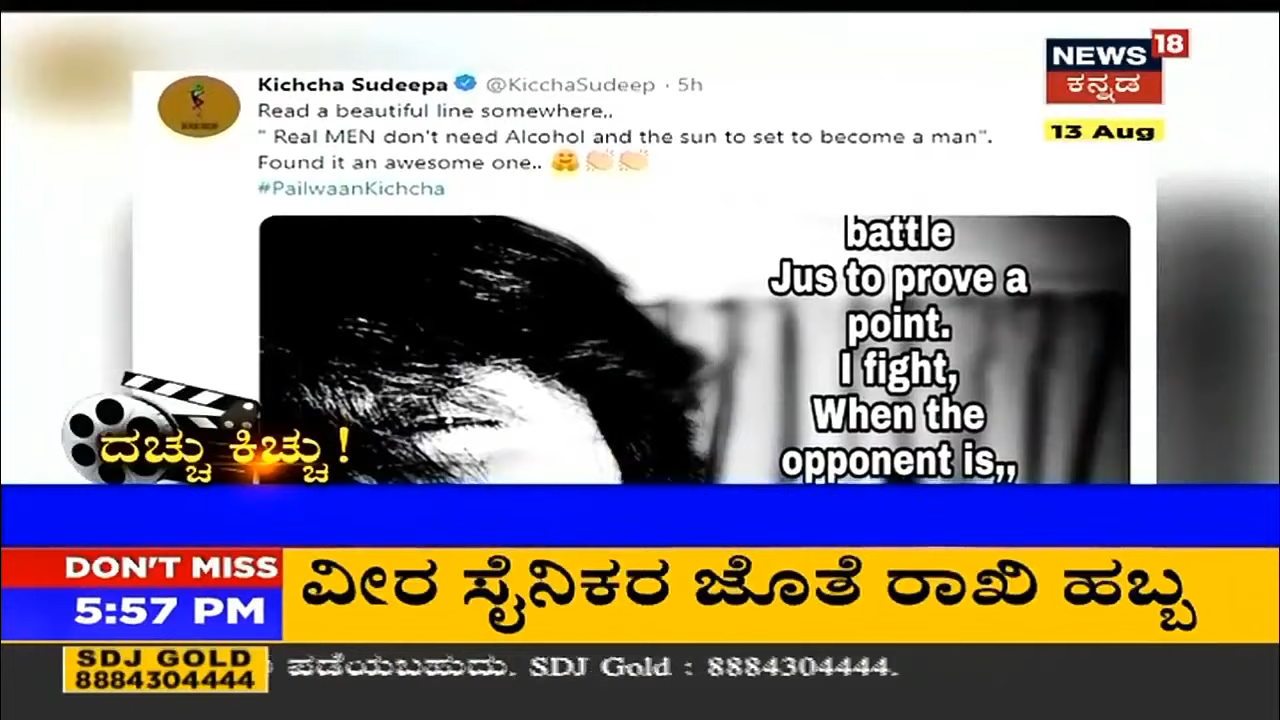 Kichcha Sudeepa @KicchaSudeep · 5h
Read a beautiful line somewhere,,
" Real MEN don't need Alcohol and the sun to set to become a man".
Found it an awesome one..
#PailwaanKichcha
NEWS 18
ಕನ್ನಡ
13 Aug
battle
Jus to prove a
point.
I fight,
When the
opponent is,,
ದಚ್ಚು ಕಿಚ್ಚು !
DON'T MISS
5:57 PM
ವೀರ ಸೈನಿಕರ ಜೊತೆ ರಾಖಿ ಹಬ್ಬ
SDJ GOLD
8884304444
ಪಡೆಯಬಹುದು. SDJ Gold : 8884304444.